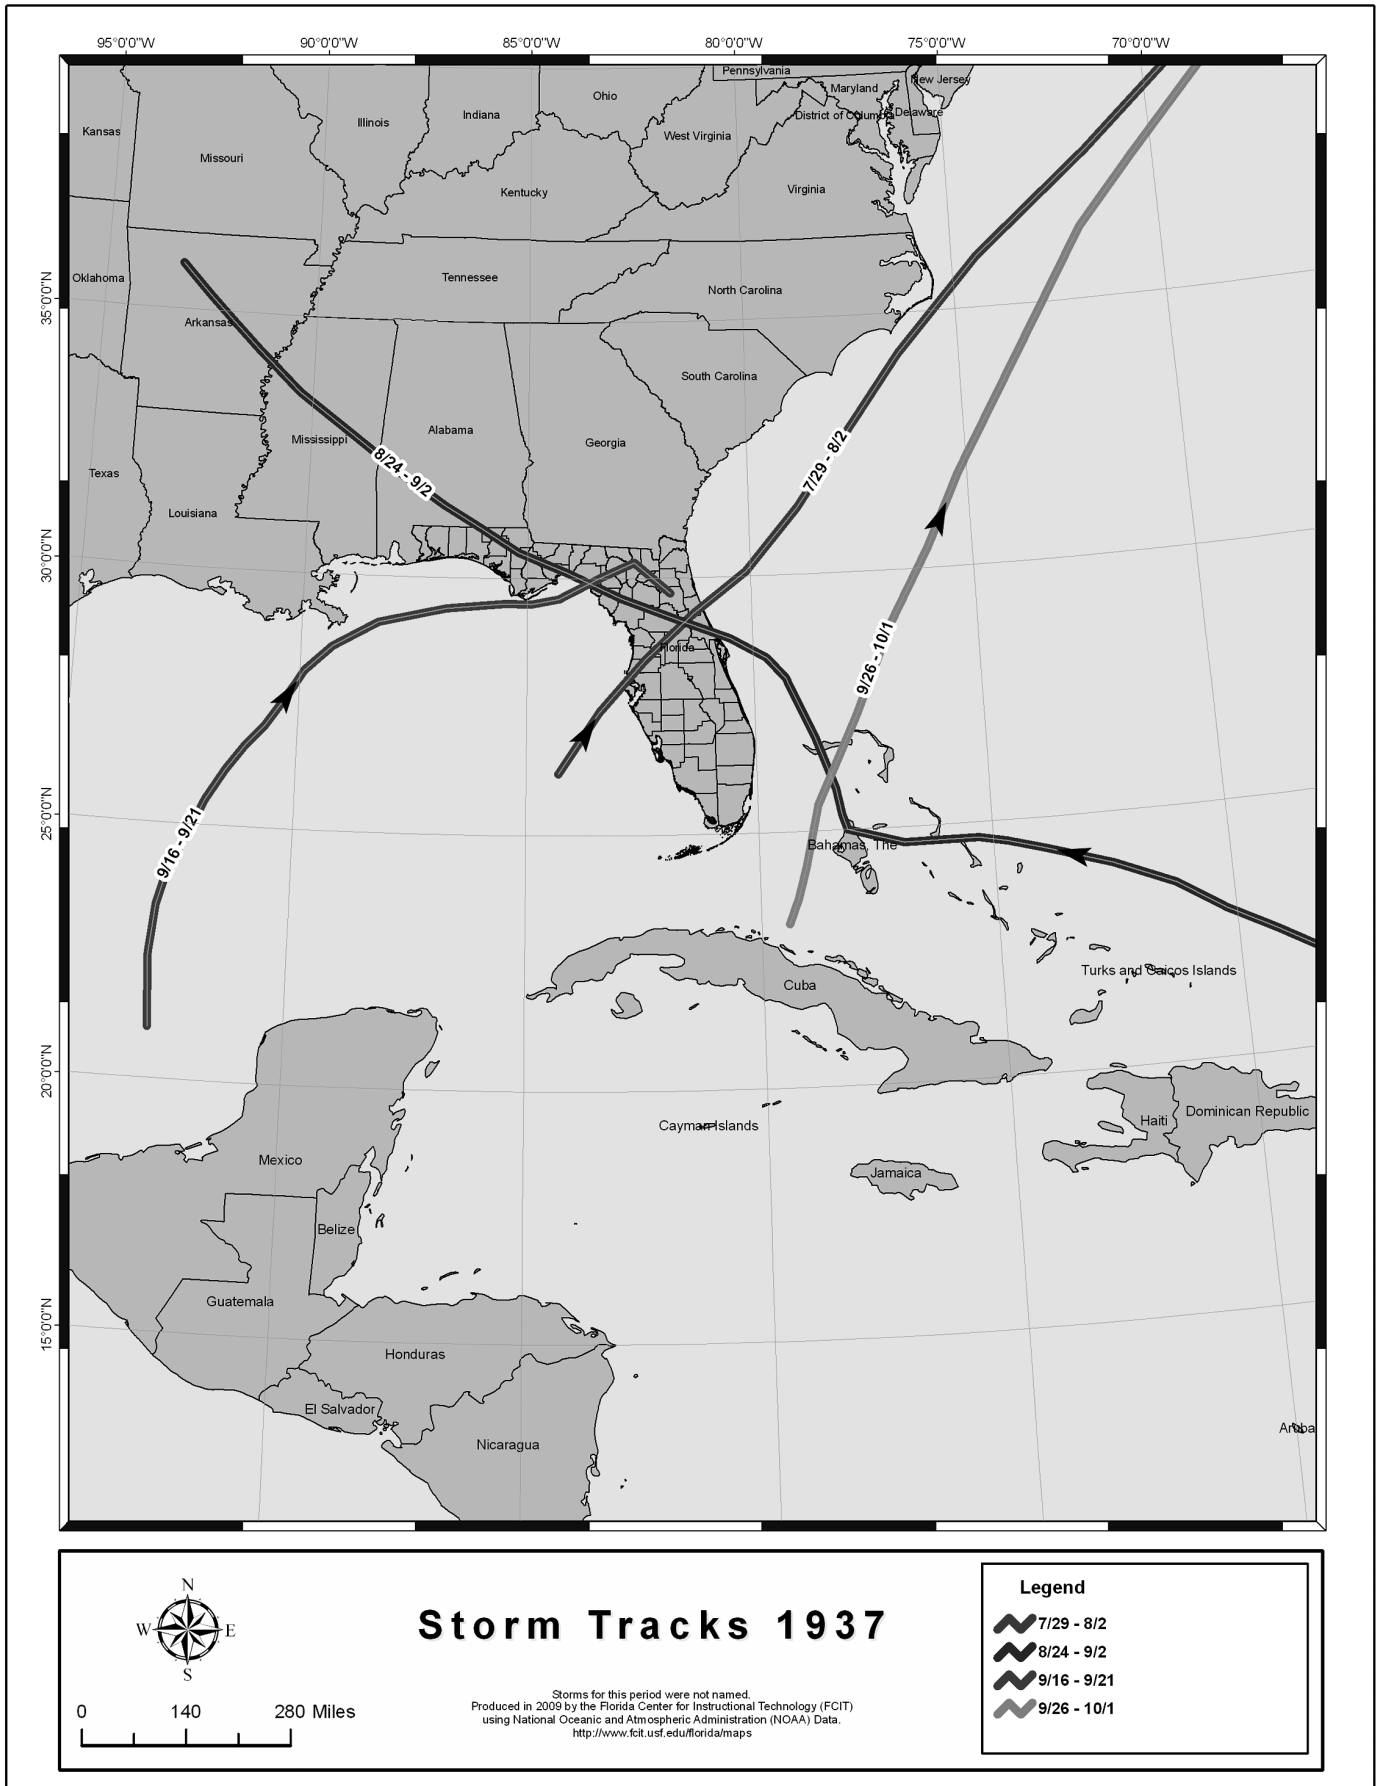 95°0'0"W 90°0'0"W 85°0'0"W 80°0'0"W 75°0'0"W 70°0'0"W
Pennsylvania
New Jersey
Maryland
Ohio
Delaware
Indiana
District of Columbia
Illinois
Kansas
West Virginia
Missouri
Virginia
Kentucky
Oklahoma
Tennessee
35°0'0"N
North Carolina
Arkansas
South Carolina
Alabama
Mississippi
Georgia
7/29 - 8/2
8/24 - 9/2
Texas
Louisiana
30°0'0"N
Florida
9/26 - 10/1
25°0'0"N
9/16 - 9/21
Bahamas, The
Turks and Caicos Islands
Cuba
20°0'0"N
Dominican Republic
Haiti
Cayman Islands
Mexico
Jamaica
Belize
Guatemala
15°0'0"N
Honduras
El Salvador
Aruba
Nicaragua
N
W E
S
0 140 280 Miles
Storm Tracks 1937
Storms for this period were not named.
Produced in 2009 by the Florida Center for Instructional Technology (FCIT)
using National Oceanic and Atmospheric Administration (NOAA) Data.
http://www.fcit.usf.edu/florida/maps
Legend
7/29 - 8/2
8/24 - 9/2
9/16 - 9/21
9/26 - 10/1